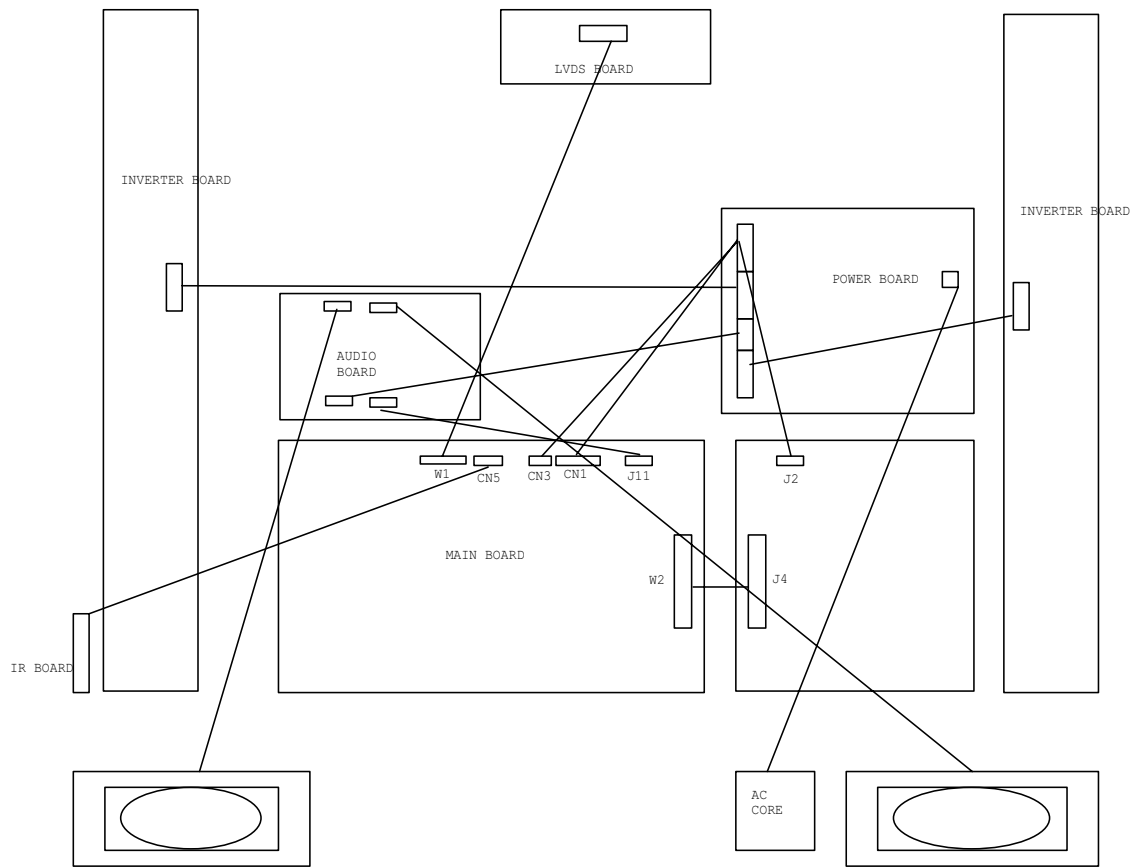 LVDS BOARD
INVERTER BOARD
INVERTER BOARD
POWER BOARD
AUDIO
BOARD
W1
CN5
CN3
CN1
J11
J2
MAIN BOARD
W2
J4
IR BOARD
AC
CORE